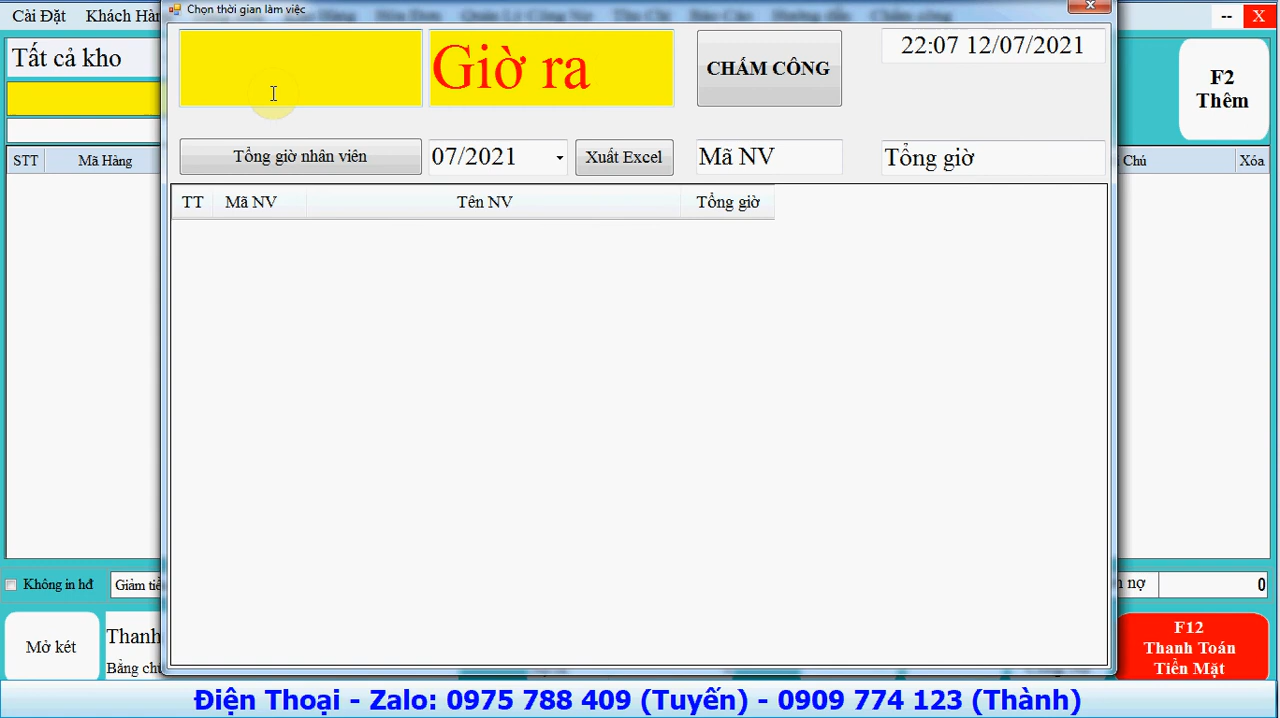 Chọn thời gian làm việc
Cài Đặt Khách Hàn
-- X
Tất cả kho
Giờ ra
CHẤM CÔNG
22:07 12/07/2021
F2
Thêm
Tổng giờ nhân viên
07/2021
Xuất Excel
Mã NV
Tổng giờ
STT Mã Hàng
Chú Xóa
TT Mã NV Tên NV Tổng giờ
Không in hđ
Giảm tiề
n nợ
0
Mở két
Thanh
Bằng chữ
F12
Thanh Toán
Tiền Mặt
Điện Thoại - Zalo: 0975 788 409 (Tuyến) - 0909 774 123 (Thành)